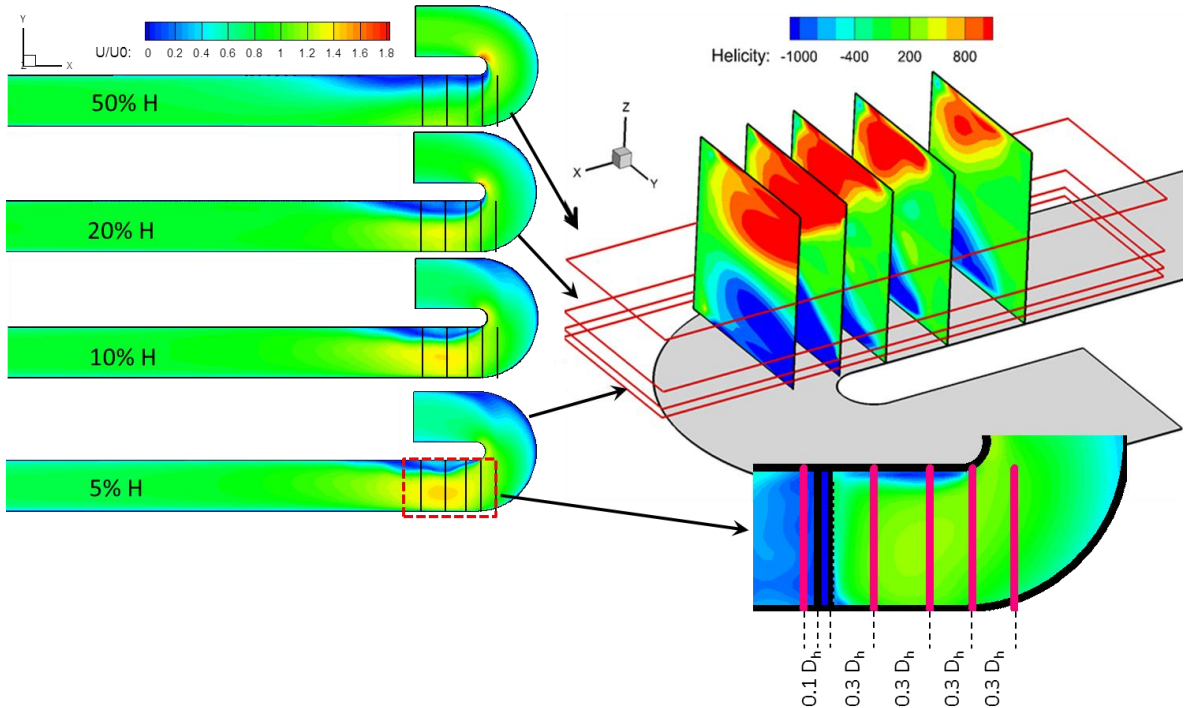 Y
X
Z
U/U0: 0 0.2 0.4 0.6 0.8 1 1.2 1.4 1.6 1.8
50% H
20% H
10% H
5% H
Helicity: -1000 -400 200 800
Z
X
Y
0.1 Dh
0.3 Dh
0.3 Dh
0.3 Dh
0.3 Dh